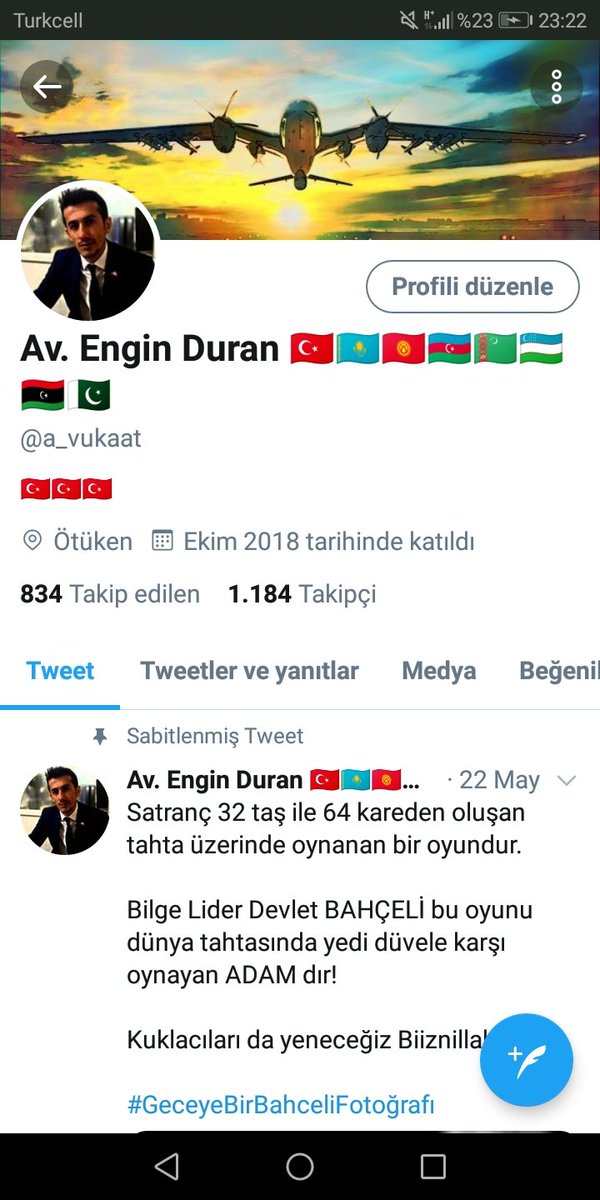 Turkcell H+ %23 23:22
Profili düzenle
Av. Engin Duran 🇹🇷🇰🇿🇰🇬🇦🇿🇹🇲🇺🇿
🇱🇾🇵🇰
@a_vukaat
🇹🇷🇹🇷🇹🇷
Ötüken Ekim 2018 tarihinde katıldı
834 Takip edilen 1.184 Takipçi
Tweet Tweetler ve yanıtlar Medya Beğenil
Sabitlenmiş Tweet
Av. Engin Duran 🇹🇷🇰🇿🇰🇬... · 22 May
Satranç 32 taş ile 64 kareden oluşan
tahta üzerinde oynanan bir oyundur.
Bilge Lider Devlet BAHÇELİ bu oyunu
dünya tahtasında yedi düvele karşı
oynayan ADAM dır!
Kuklacıları da yeneceğiz Biiznillal
#GeceyeBirBahceliFotoğrafı